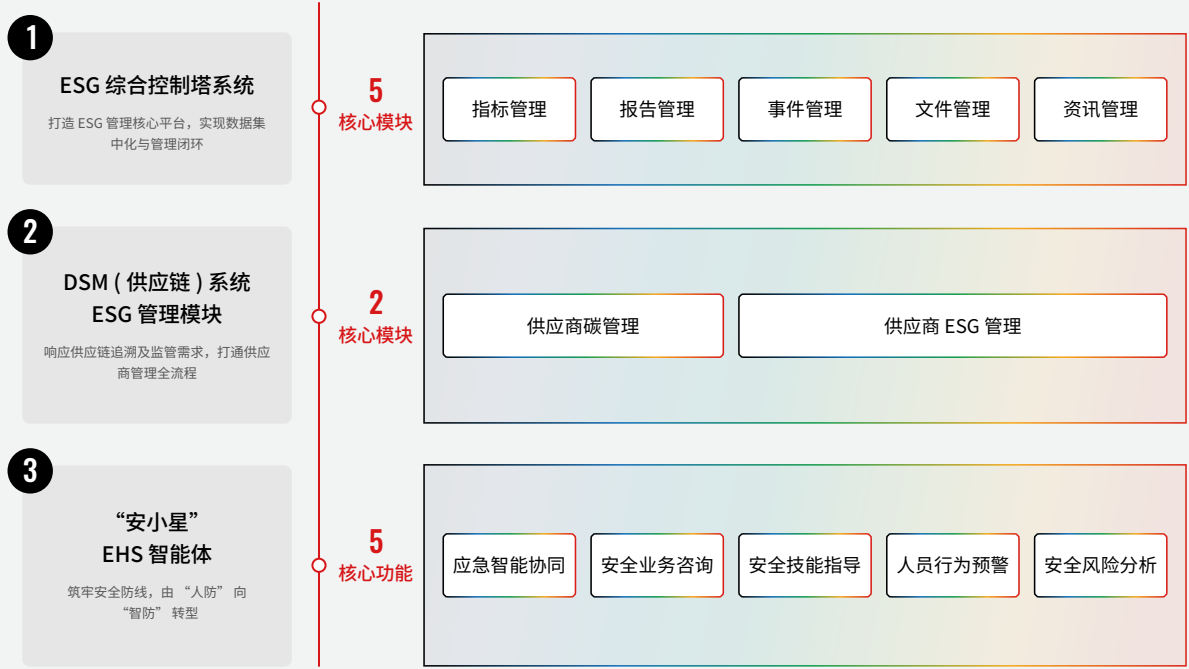 1
ESG 综合控制塔系统
打造 ESG 管理核心平台，实现数据集
中化与管理闭环
5
核心模块
指标管理
报告管理
事件管理
文件管理
资讯管理
2
DSM ( 供应链 ) 系统
ESG 管理模块
响应供应链追溯及监管需求，打通供应
商管理全流程
2
核心模块
供应商碳管理
供应商 ESG 管理
3
“安小星”
EHS 智能体
筑牢安全防线，由 “人防” 向
“智防” 转型
5
核心功能
应急智能协同
安全业务咨询
安全技能指导
人员行为预警
安全风险分析